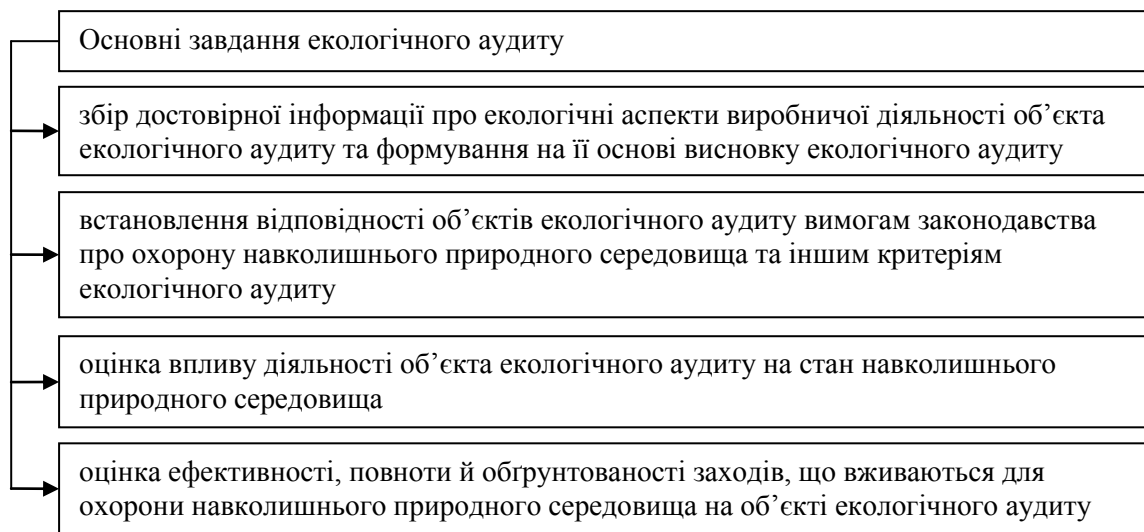 Основні завдання екологічного аудиту
збір достовірної інформації про екологічні аспекти виробничої діяльності об’єкта
екологічного аудиту та формування на її основі висновку екологічного аудиту
встановлення відповідності об’єктів екологічного аудиту вимогам законодавства
про охорону навколишнього природного середовища та іншим критеріям
екологічного аудиту
оцінка впливу діяльності об’єкта екологічного аудиту на стан навколишнього
природного середовища
оцінка ефективності, повноти й обґрунтованості заходів, що вживаються для
охорони навколишнього природного середовища на об’єкті екологічного аудиту